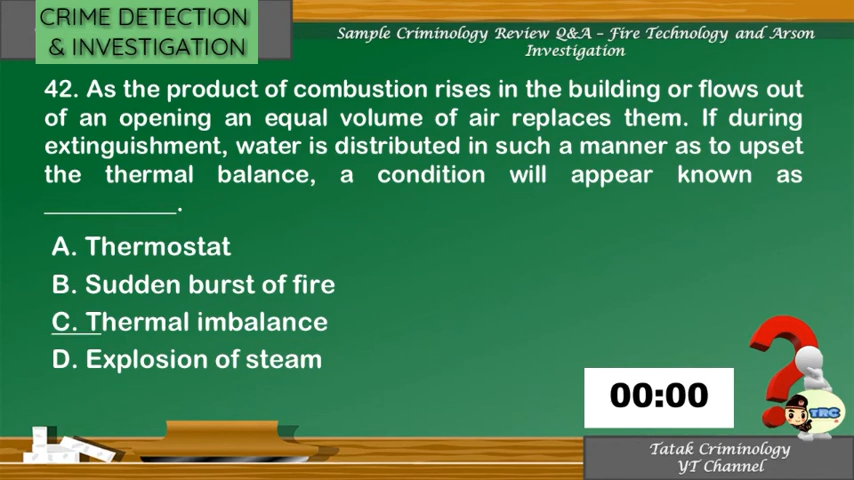 CRIME DETECTION
& INVESTIGATION
Sample Criminology Review Q&A – Fire Technology and Arson
Investigation
42. As the product of combustion rises in the building or flows out
of an opening an equal volume of air replaces them. If during
extinguishment, water is distributed in such a manner as to upset
the thermal balance, a condition will appear known as
___________.
A. Thermostat
B. Sudden burst of fire
C. Thermal imbalance
D. Explosion of steam
00:00
TRC
Tatak Criminology
YT Channel